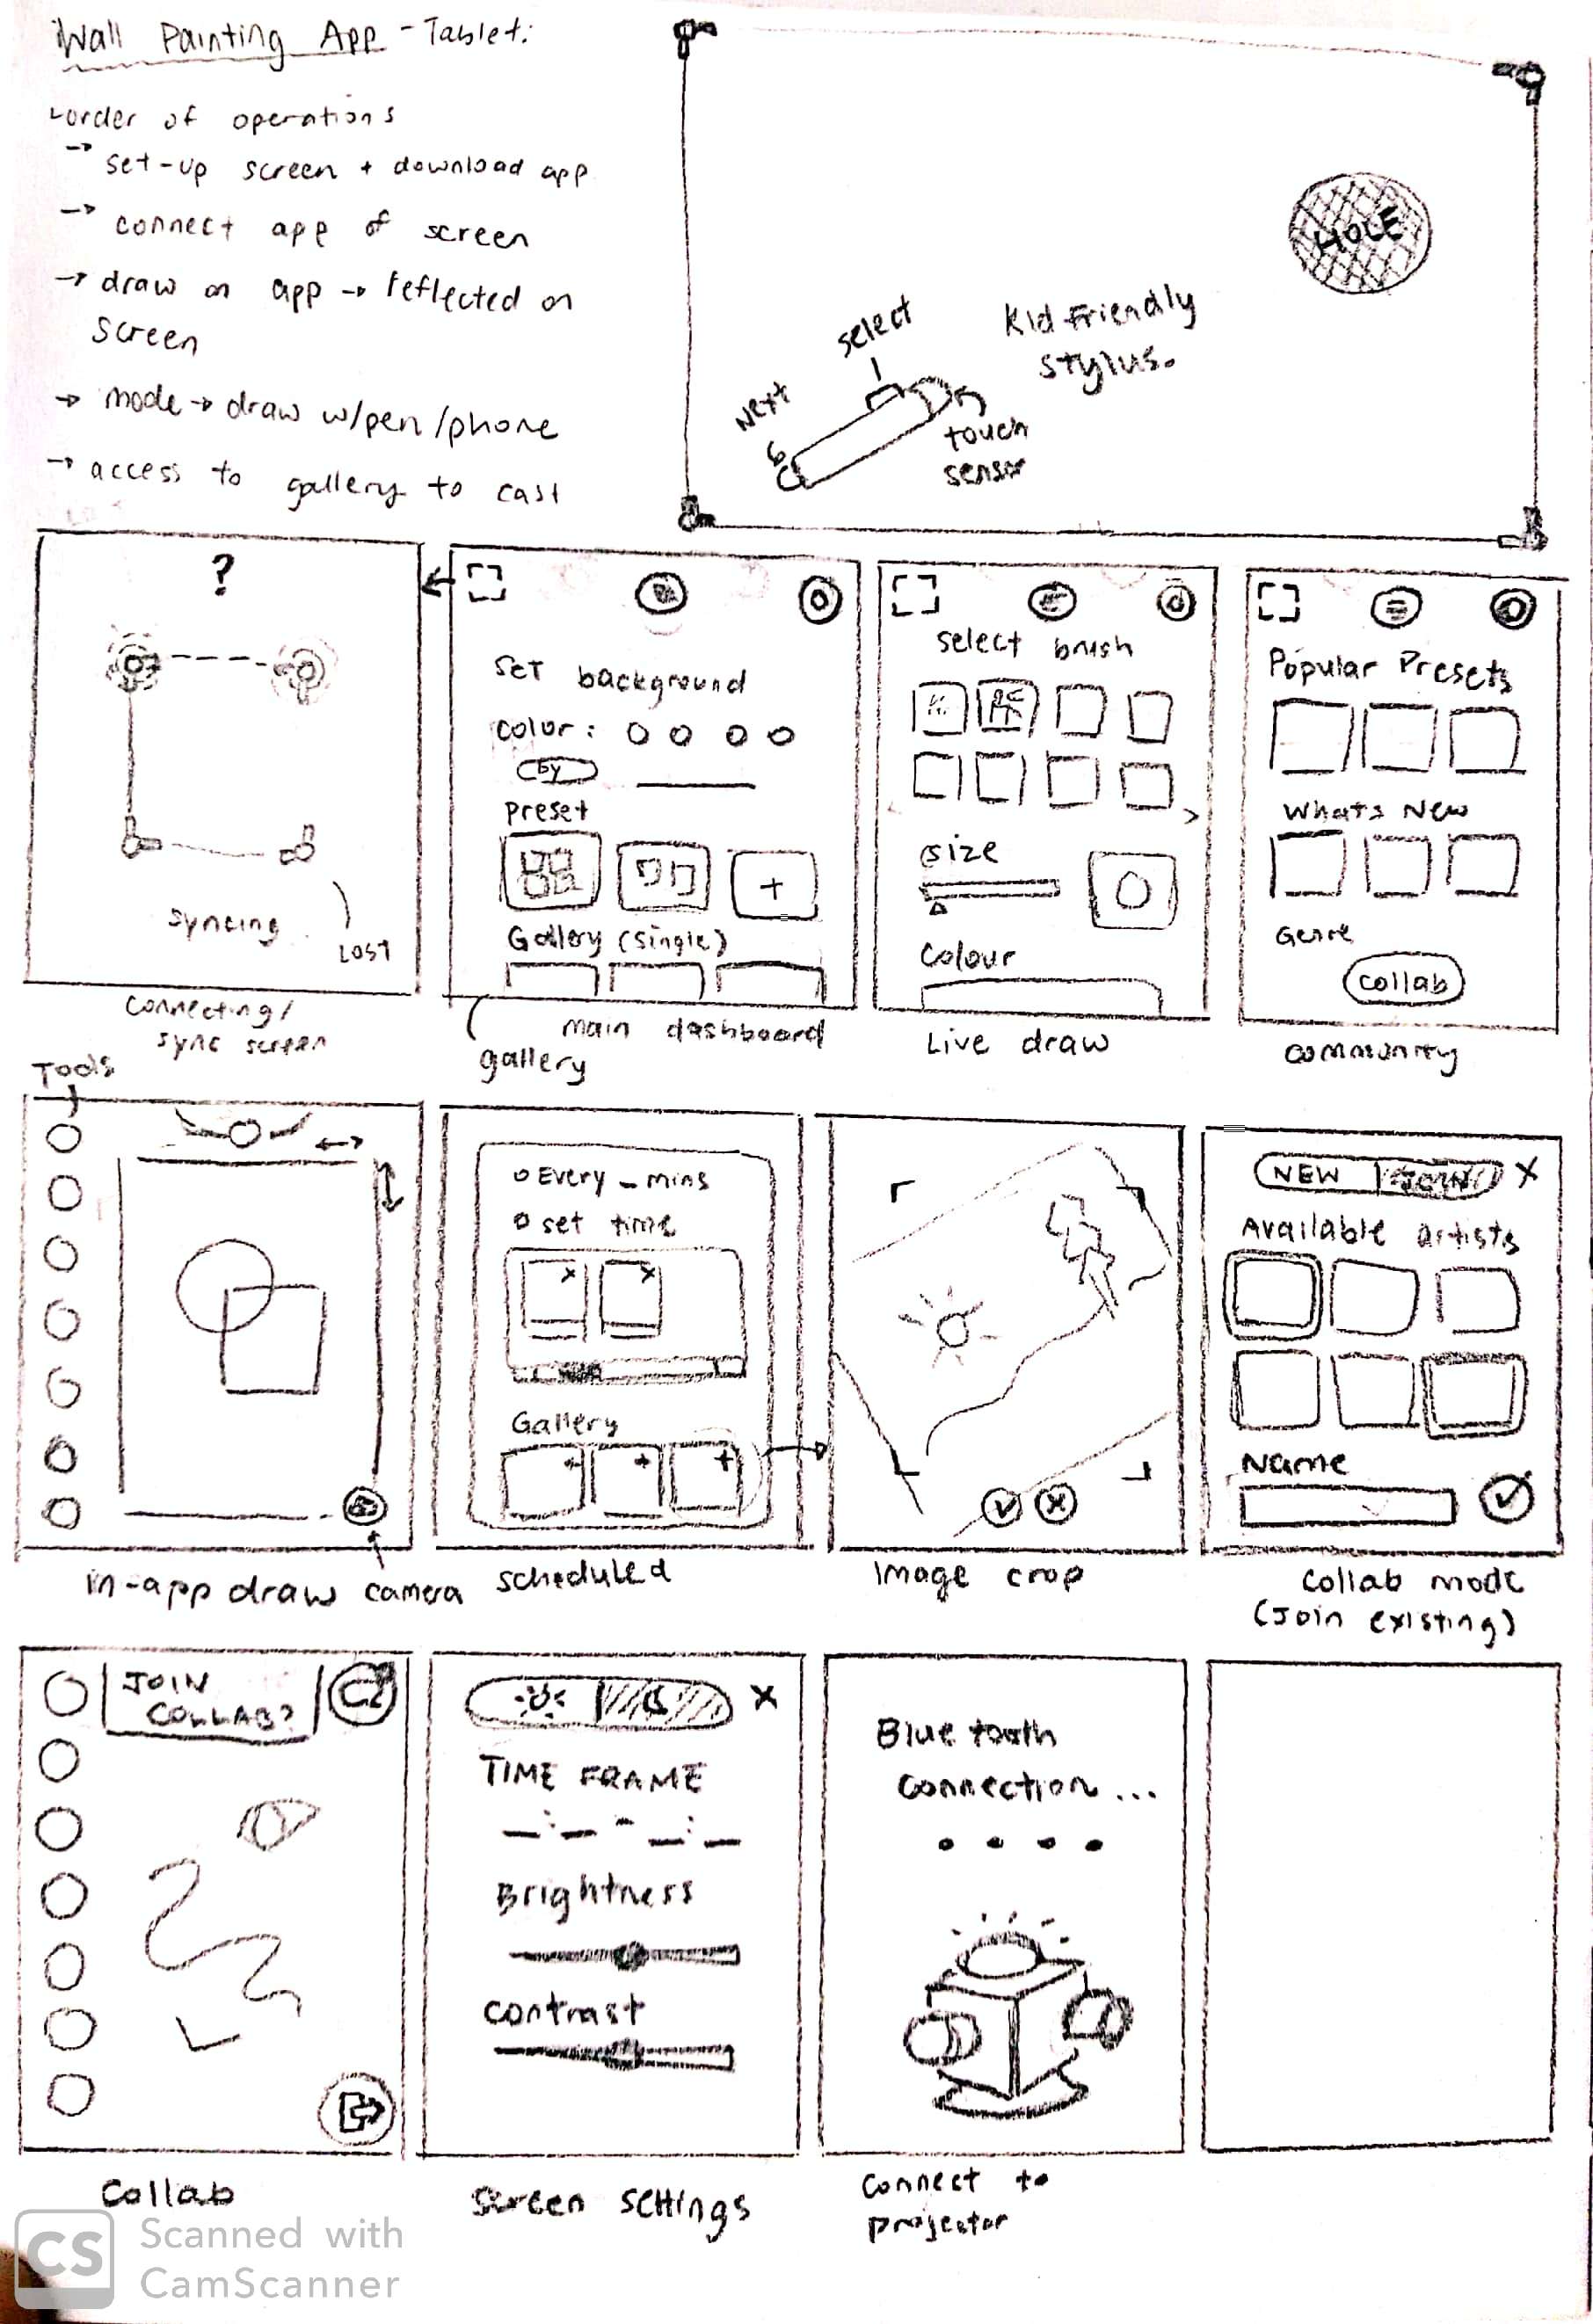 Wall Painting App - Tablet:
order of operations
→ set-up screen + download app
→ connect app of screen
→ draw on app → reflected on
screen
→ mode → draw w/pen/phone
→ access to gallery to cast
HOLE
select
Kid Friendly
stylus.
Next
touch
sensor
?
syncing
LOST
Connecting/
sync screen
Set background
color:
Preset
+
Gallery (single)
main dashboard
gallery
select brush
>
size
Colour
Live draw
Popular Presets
Whats New
Genre
collab
community
Tools
in-app draw
camera
Every _ mins
set time
x x
Gallery
+ + +
scheduled
Image crop
NEW JOIN X
Available artists
Name
Collab mode
(Join existing)
JOIN
COLLAB?
Collab
X
TIME FRAME
Brightness
contrast
Screen settings
Blue tooth
connection ...
Connect to
projector
CS
Scanned with
CamScanner